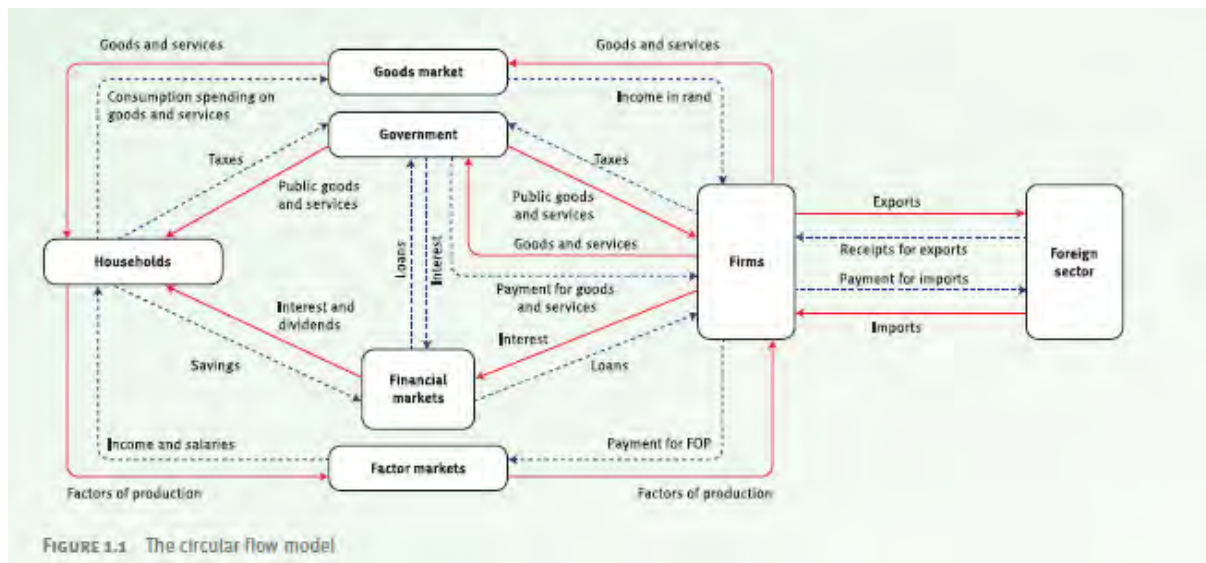 Goods and services
Goods and services
Goods market
Consumption spending on
goods and services
Income in rand
Government
Taxes
Taxes
Public goods
and services
Public goods
and services
Exports
Goods and services
Households
Loans
Interest
Firms
Receipts for exports
Foreign
sector
Payment for imports
Payment for goods
and services
Interest and
dividends
Imports
Interest
Savings
Loans
Financial
markets
Income and salaries
Payment for FOP
Factor markets
Factors of production
Factors of production
FIGURE 1.1 The circular flow model